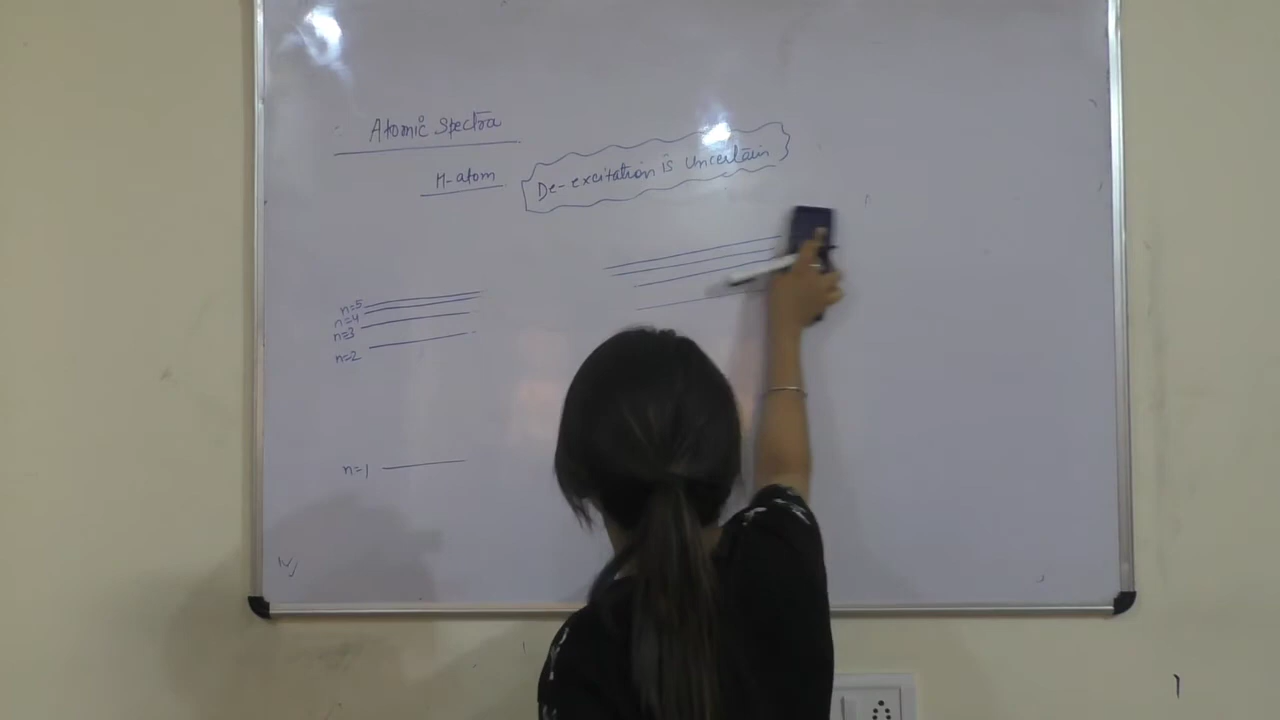 Atomic Spectra
H-atom
De-excitation is Uncertain
n=5
n=4
n=3
n=2
n=1